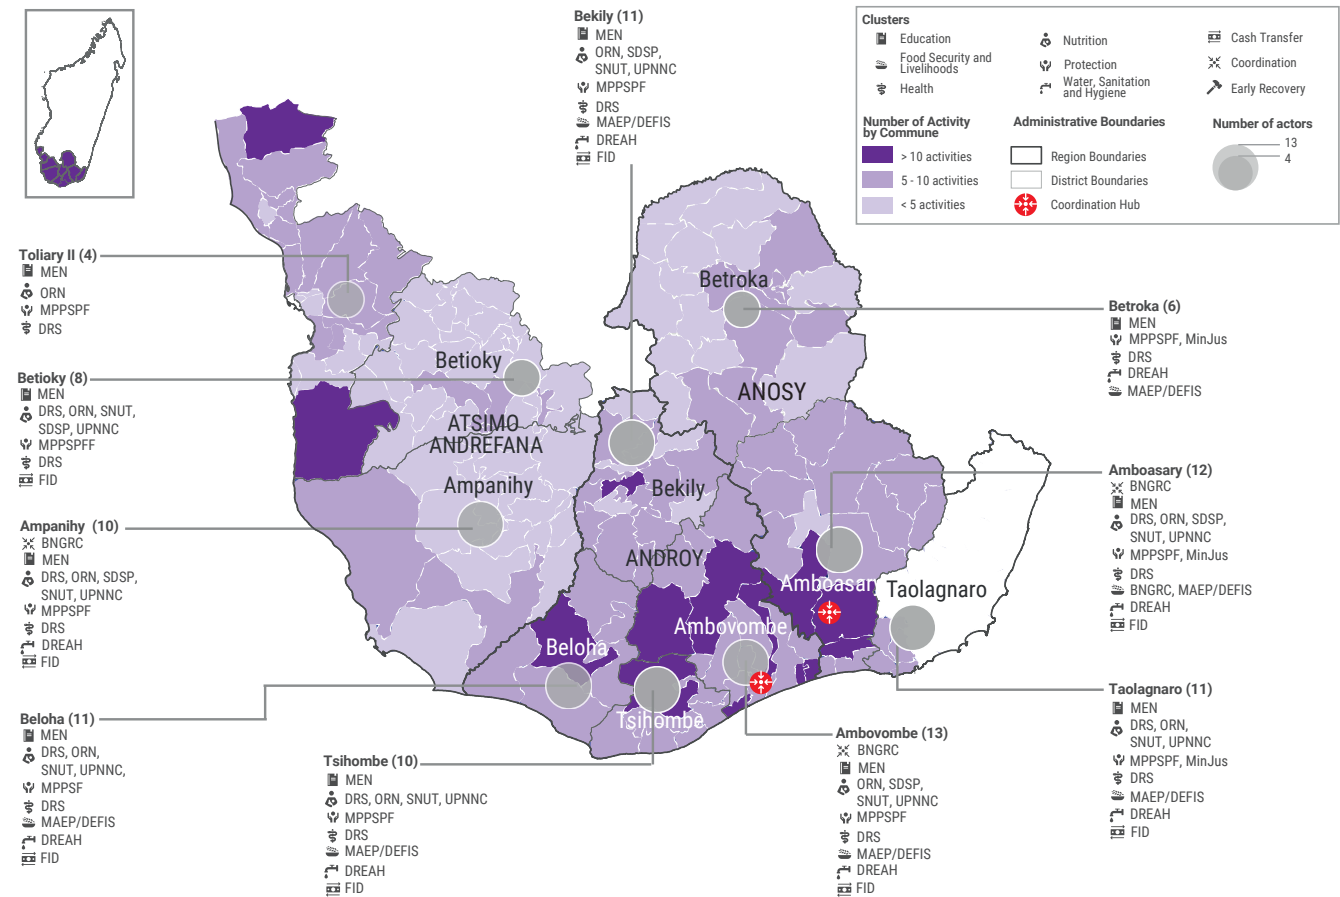 Bekily (11)
MEN
ORN, SDSP,
SNUT, UPNNC
MPPSPF
DRS
MAEP/DEFIS
DREAH
FID
Clusters
Education
Food Security and
Livelihoods
Health
Nutrition
Protection
Water, Sanitation
and Hygiene
Cash Transfer
Coordination
Early Recovery
Number of Activity
by Commune
> 10 activities
5 - 10 activities
< 5 activities
Administrative Boundaries
Region Boundaries
District Boundaries
Coordination Hub
Number of actors
13
4
Toliary II (4)
MEN
ORN
MPPSPF
DRS
Betioky (8)
MEN
DRS, ORN, SNUT,
SDSP, UPNNC
MPPSPFF
DRS
FID
Ampanihy (10)
BNGRC
MEN
DRS, ORN, SDSP,
SNUT, UPNNC
MPPSPF
DRS
DREAH
FID
Beloha (11)
MEN
DRS, ORN,
SNUT, UPNNC,
MPPSF
DRS
MAEP/DEFIS
DREAH
FID
Betroka
Betioky
ANOSY
ATSIMO
ANDREFANA
Ampanihy
Bekily
ANDROY
Amboasary
Taolagnaro
Ambovombe
Beloha
Tsihombe
Tsihombe (10)
MEN
DRS, ORN, SNUT, UPNNC
MPPSPF
DRS
MAEP/DEFIS
DREAH
FID
Ambovombe (13)
BNGRC
MEN
ORN, SDSP,
SNUT, UPNNC
MPPSPF
DRS
MAEP/DEFIS
DREAH
FID
Betroka (6)
MEN
MPPSPF, MinJus
DRS
DREAH
MAEP/DEFIS
Amboasary (12)
BNGRC
MEN
DRS, ORN, SDSP,
SNUT, UPNNC
MPPSPF, MinJus
DRS
BNGRC, MAEP/DEFIS
DREAH
FID
Taolagnaro (11)
MEN
DRS, ORN,
SNUT, UPNNC
MPPSPF, MinJus
DRS
MAEP/DEFIS
DREAH
FID